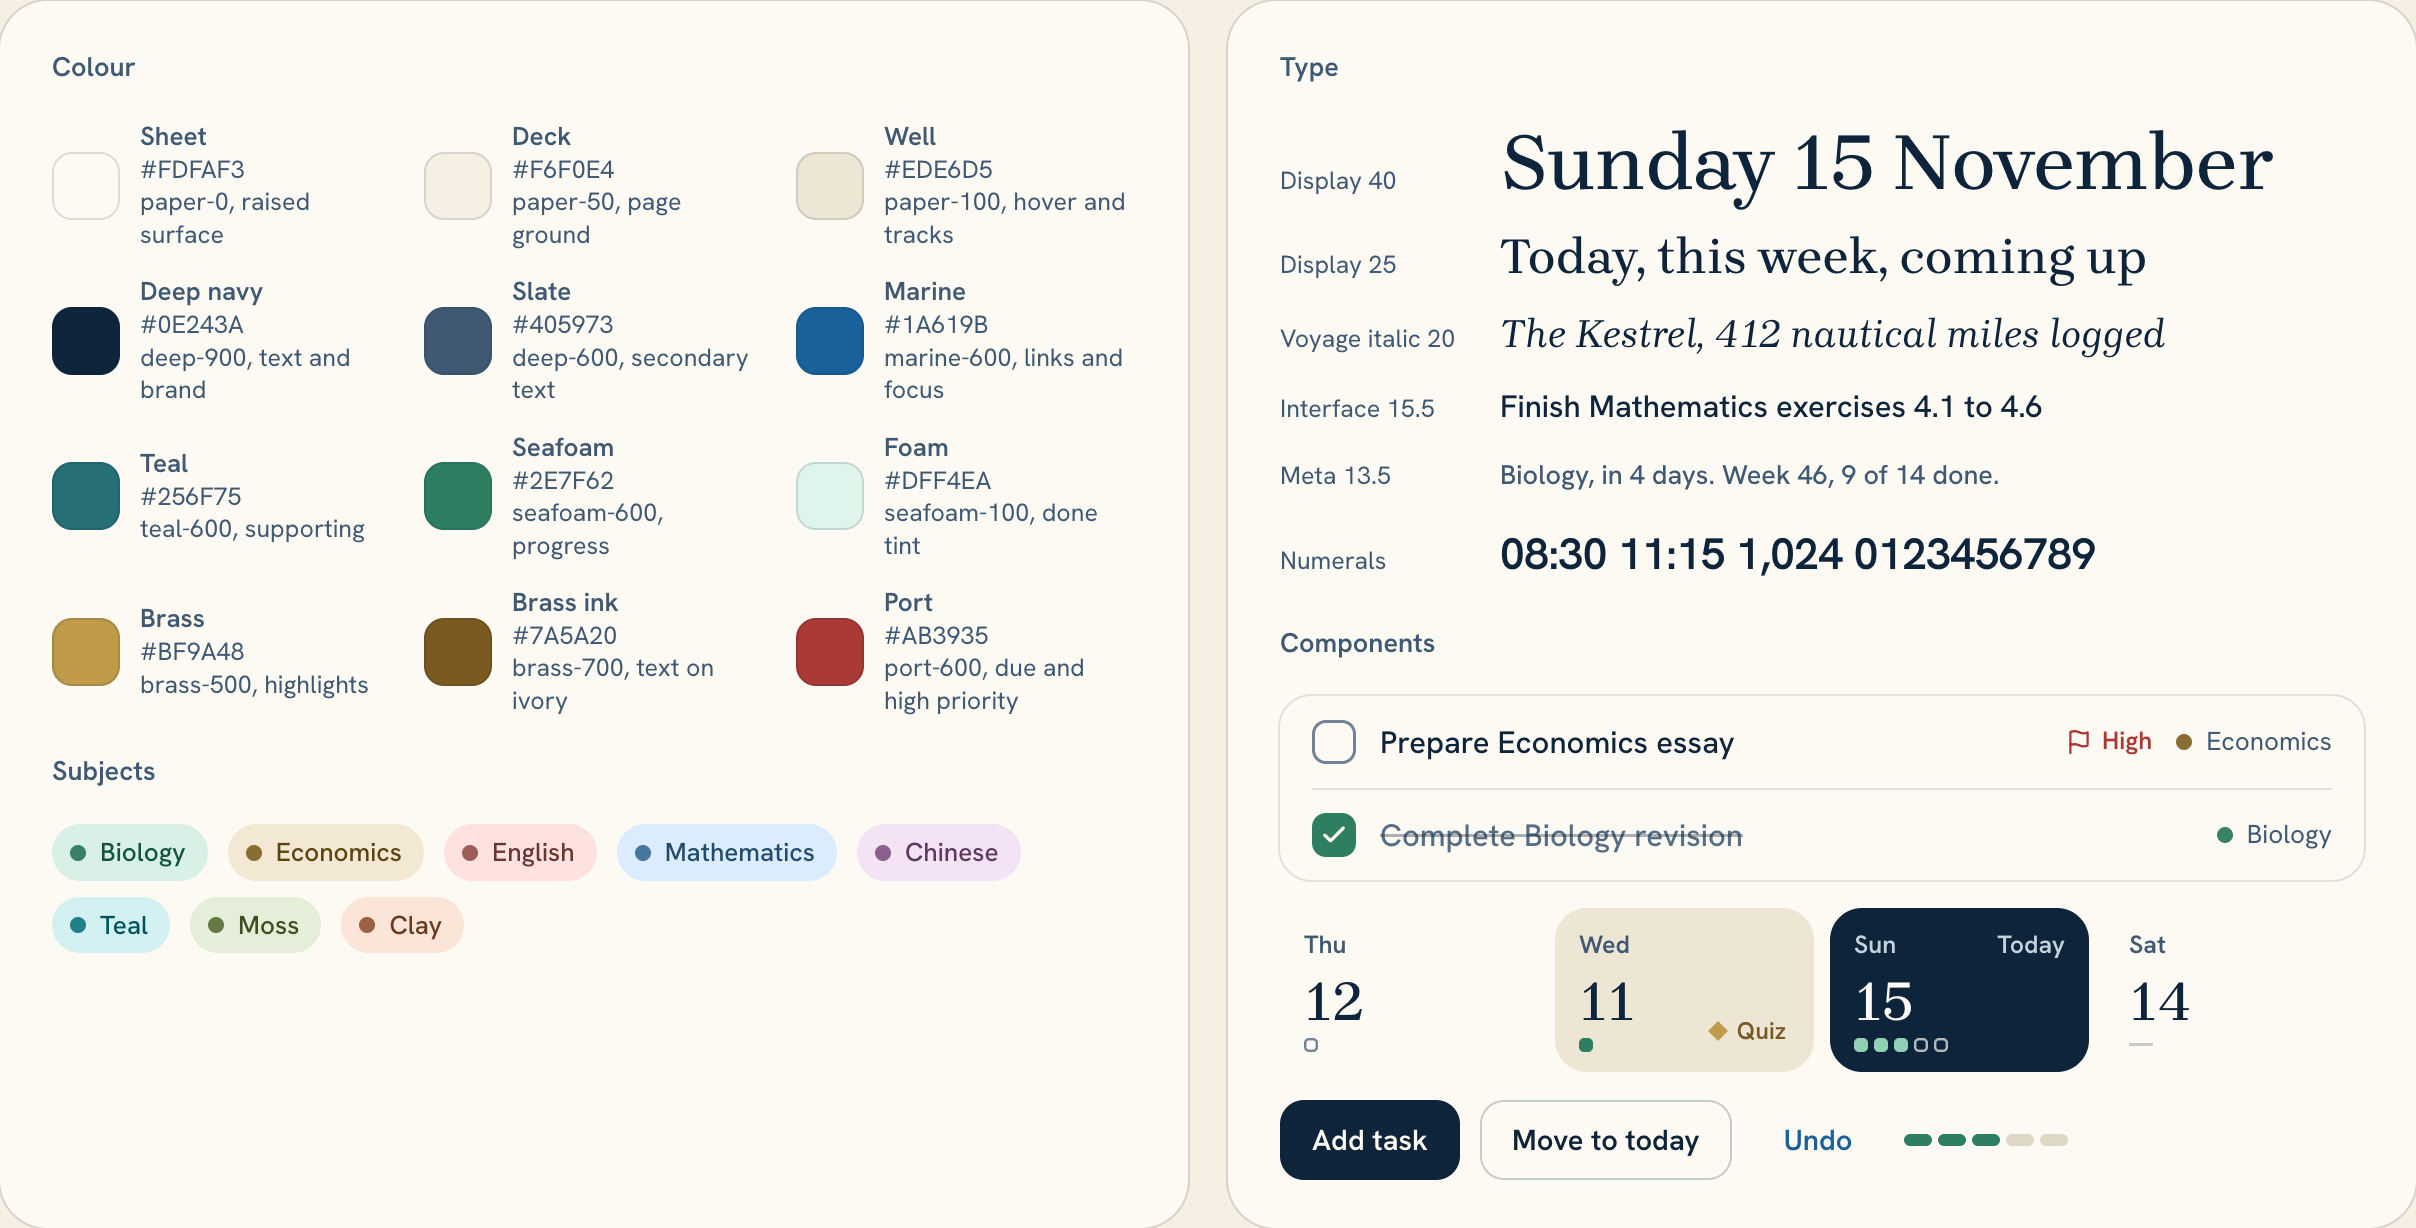 Colour
Sheet
#FDFAF3
paper-0, raised
surface
Deck
#F6F0E4
paper-50, page
ground
Well
#EDE6D5
paper-100, hover and
tracks
Deep navy
#0E243A
deep-900, text and
brand
Slate
#405973
deep-600, secondary
text
Marine
#1A619B
marine-600, links and
focus
Teal
#256F75
teal-600, supporting
Seafoam
#2E7F62
seafoam-600,
progress
Foam
#DFF4EA
seafoam-100, done
tint
Brass
#BF9A48
brass-500, highlights
Brass ink
#7A5A20
brass-700, text on
ivory
Port
#AB3935
port-600, due and
high priority
Subjects
Biology
Economics
English
Mathematics
Chinese
Teal
Moss
Clay
Type
Display 40
Sunday 15 November
Display 25
Today, this week, coming up
Voyage italic 20
The Kestrel, 412 nautical miles logged
Interface 15.5
Finish Mathematics exercises 4.1 to 4.6
Meta 13.5
Biology, in 4 days. Week 46, 9 of 14 done.
Numerals
08:30 11:15 1,024 0123456789
Components
Prepare Economics essay
High
Economics
Complete Biology revision
Biology
Thu
12
Wed
11
Quiz
Sun
Today
15
Sat
14
Add task
Move to today
Undo